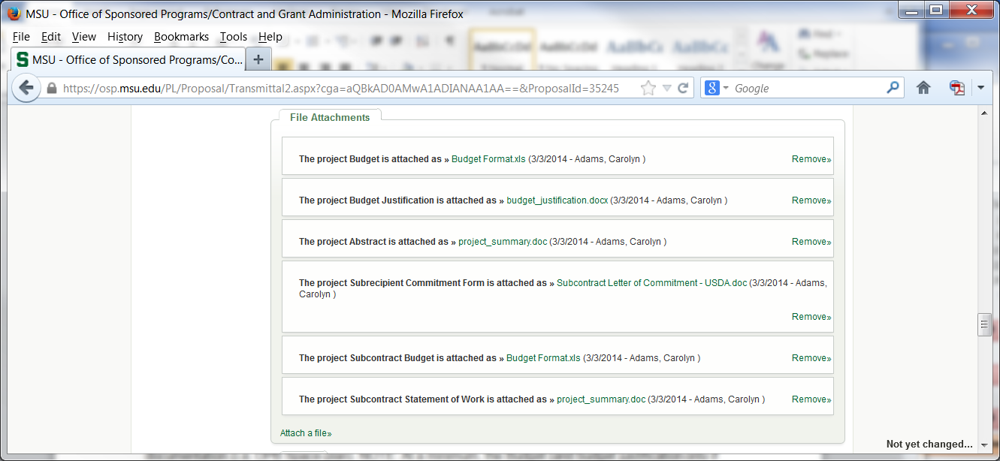 MSU - Office of Sponsored Programs/Contract and Grant Administration - Mozilla Firefox
File Edit View History Bookmarks Tools Help
MSU - Office of Sponsored Programs/Co...
https://osp.msu.edu/PL/Proposal/Transmittal2.aspx?cga=aQBkAD0AMwA1ADIANAA1AA==&ProposalId=35245
Google
File Attachments
The project Budget is attached as » Budget Format.xls (3/3/2014 - Adams, Carolyn ) Remove»
The project Budget Justification is attached as » budget_justification.docx (3/3/2014 - Adams, Carolyn ) Remove»
The project Abstract is attached as » project_summary.doc (3/3/2014 - Adams, Carolyn ) Remove»
The project Subrecipient Commitment Form is attached as » Subcontract Letter of Commitment - USDA.doc (3/3/2014 - Adams,
Carolyn )
Remove»
The project Subcontract Budget is attached as » Budget Format.xls (3/3/2014 - Adams, Carolyn ) Remove»
The project Subcontract Statement of Work is attached as » project_summary.doc (3/3/2014 - Adams, Carolyn ) Remove»
Attach a file»
Not yet changed...